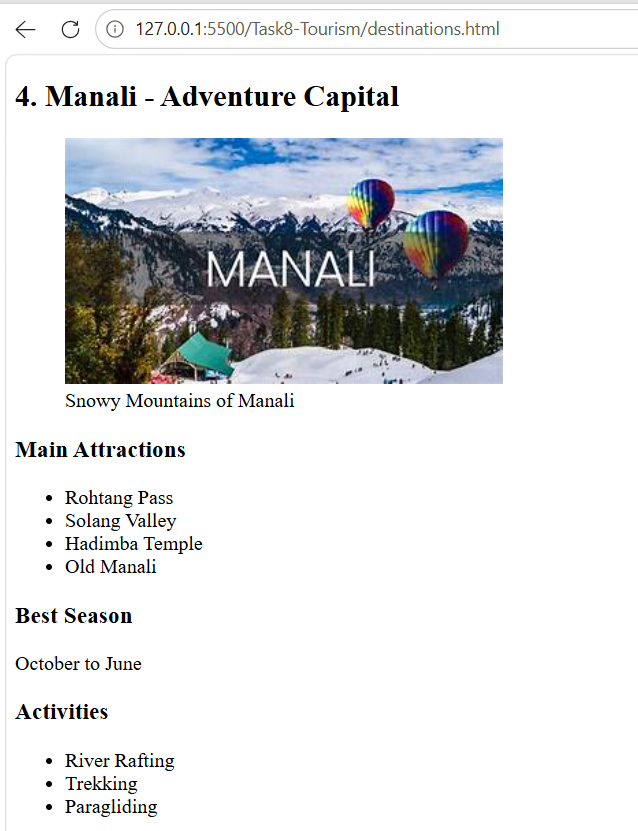 127.0.0.1:5500/Task8-Tourism/destinations.html
4. Manali - Adventure Capital
MANALI
Snowy Mountains of Manali
Main Attractions
Rohtang Pass
Solang Valley
Hadimba Temple
Old Manali
Best Season
October to June
Activities
River Rafting
Trekking
Paragliding